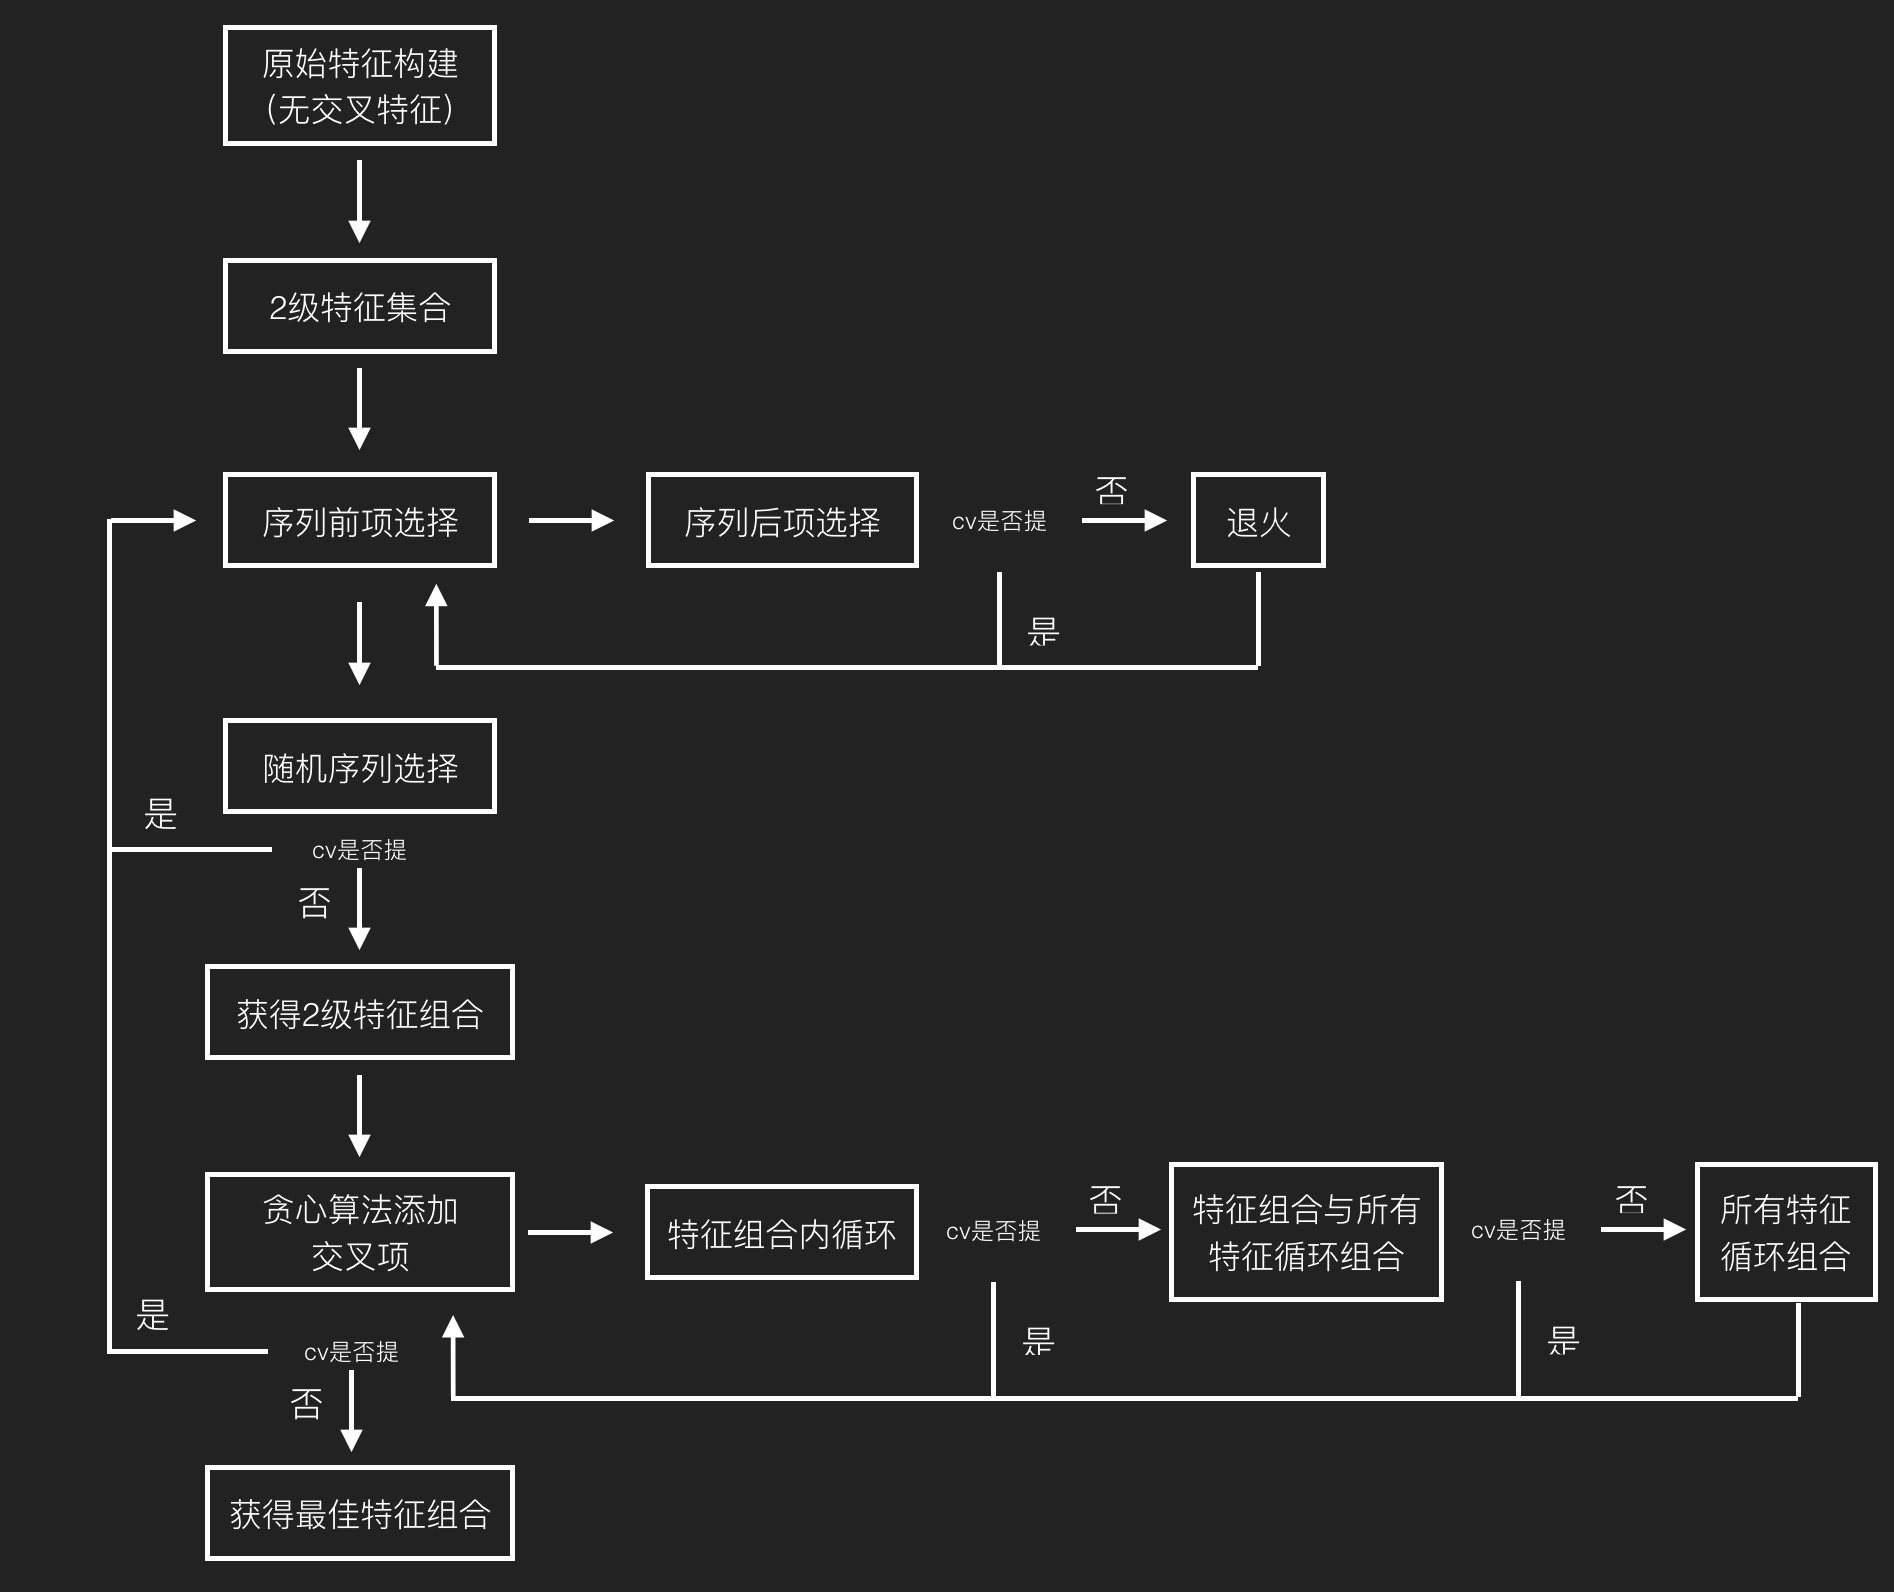 原始特征构建
(无交叉特征)
2级特征集合
序列前项选择
序列后项选择
cv是否提
否
退火
是
随机序列选择
是
cv是否提
否
获得2级特征组合
贪心算法添加
交叉项
特征组合内循环
cv是否提
否
特征组合与所有
特征循环组合
cv是否提
否
所有特征
循环组合
是
是
是
cv是否提
否
获得最佳特征组合